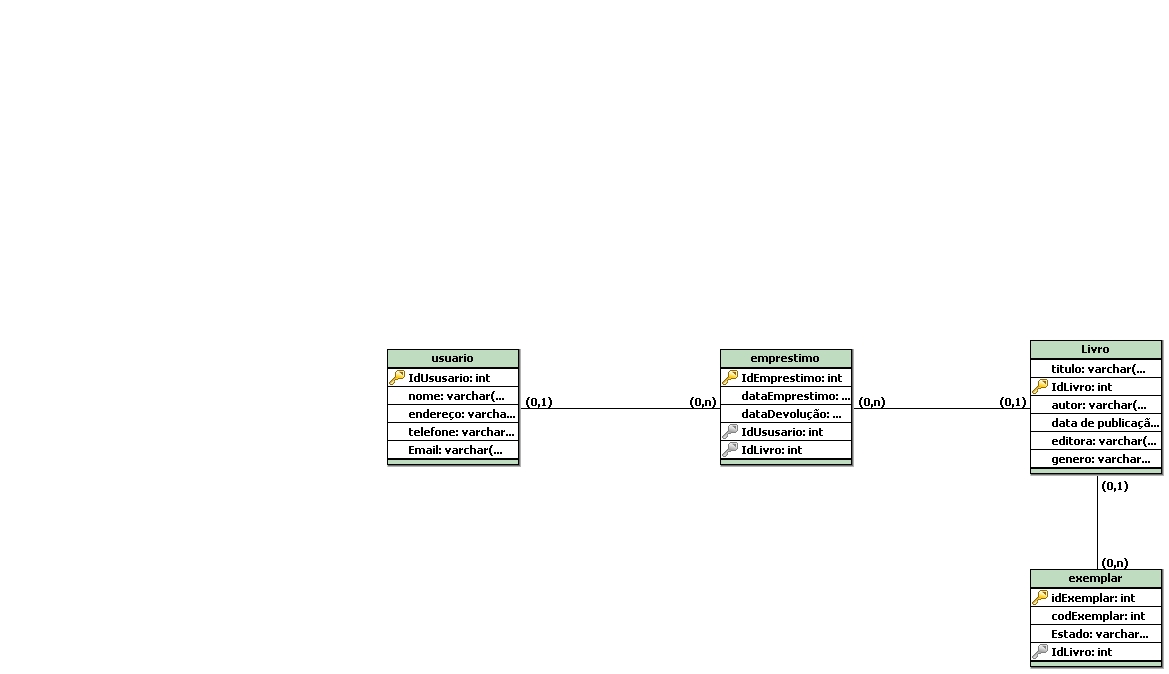 usuario
IdUsusario: int
nome: varchar(...
endereço: varcha...
telefone: varchar...
Email: varchar(...
(0,1)
(0,n)
emprestimo
IdEmprestimo: int
dataEmprestimo: ...
dataDevolução: ...
IdUsusario: int
IdLivro: int
(0,n)
(0,1)
Livro
titulo: varchar(...
IdLivro: int
autor: varchar(...
data de publicaçã...
editora: varchar(...
genero: varchar...
(0,1)
(0,n)
exemplar
idExemplar: int
codExemplar: int
Estado: varchar...
IdLivro: int